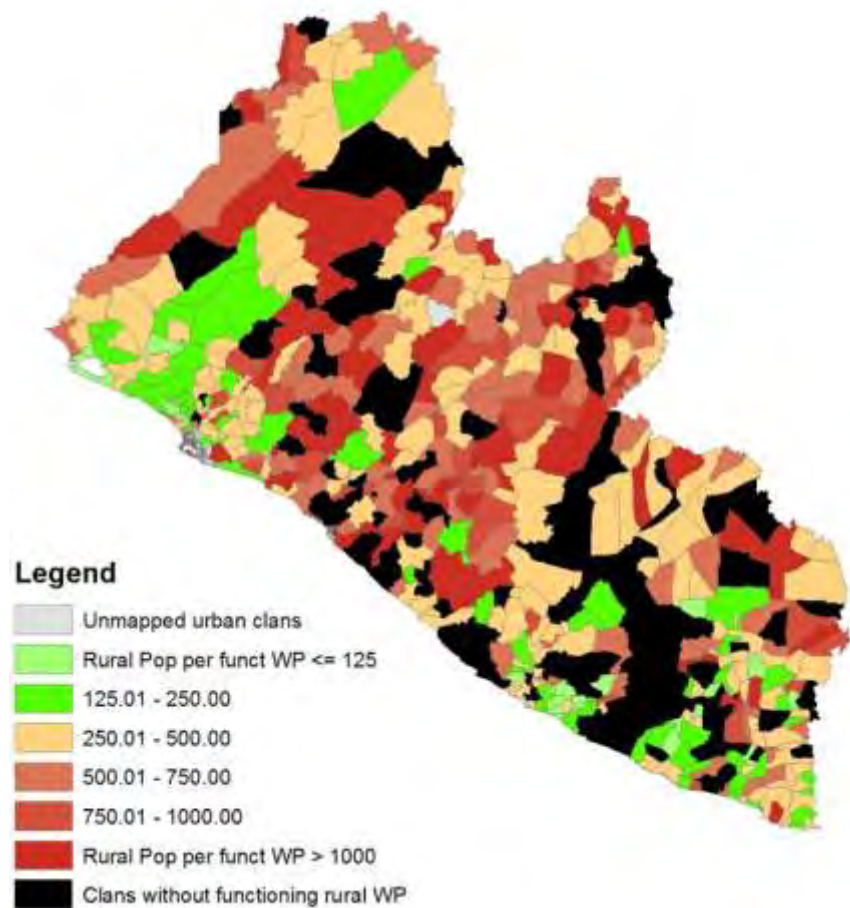 Legend
Unmapped urban clans
Rural Pop per funct WP <= 125
125.01 - 250.00
250.01 - 500.00
500.01 - 750.00
750.01 - 1000.00
Rural Pop per funct WP > 1000
Clans without functioning rural WP